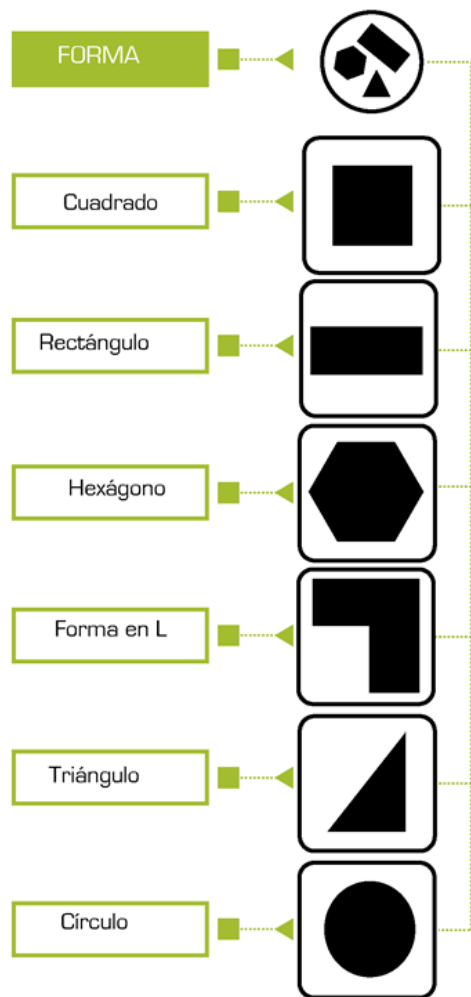 FORMA
Cuadrado
Rectángulo
Hexágono
Forma en L
Triángulo
Círculo